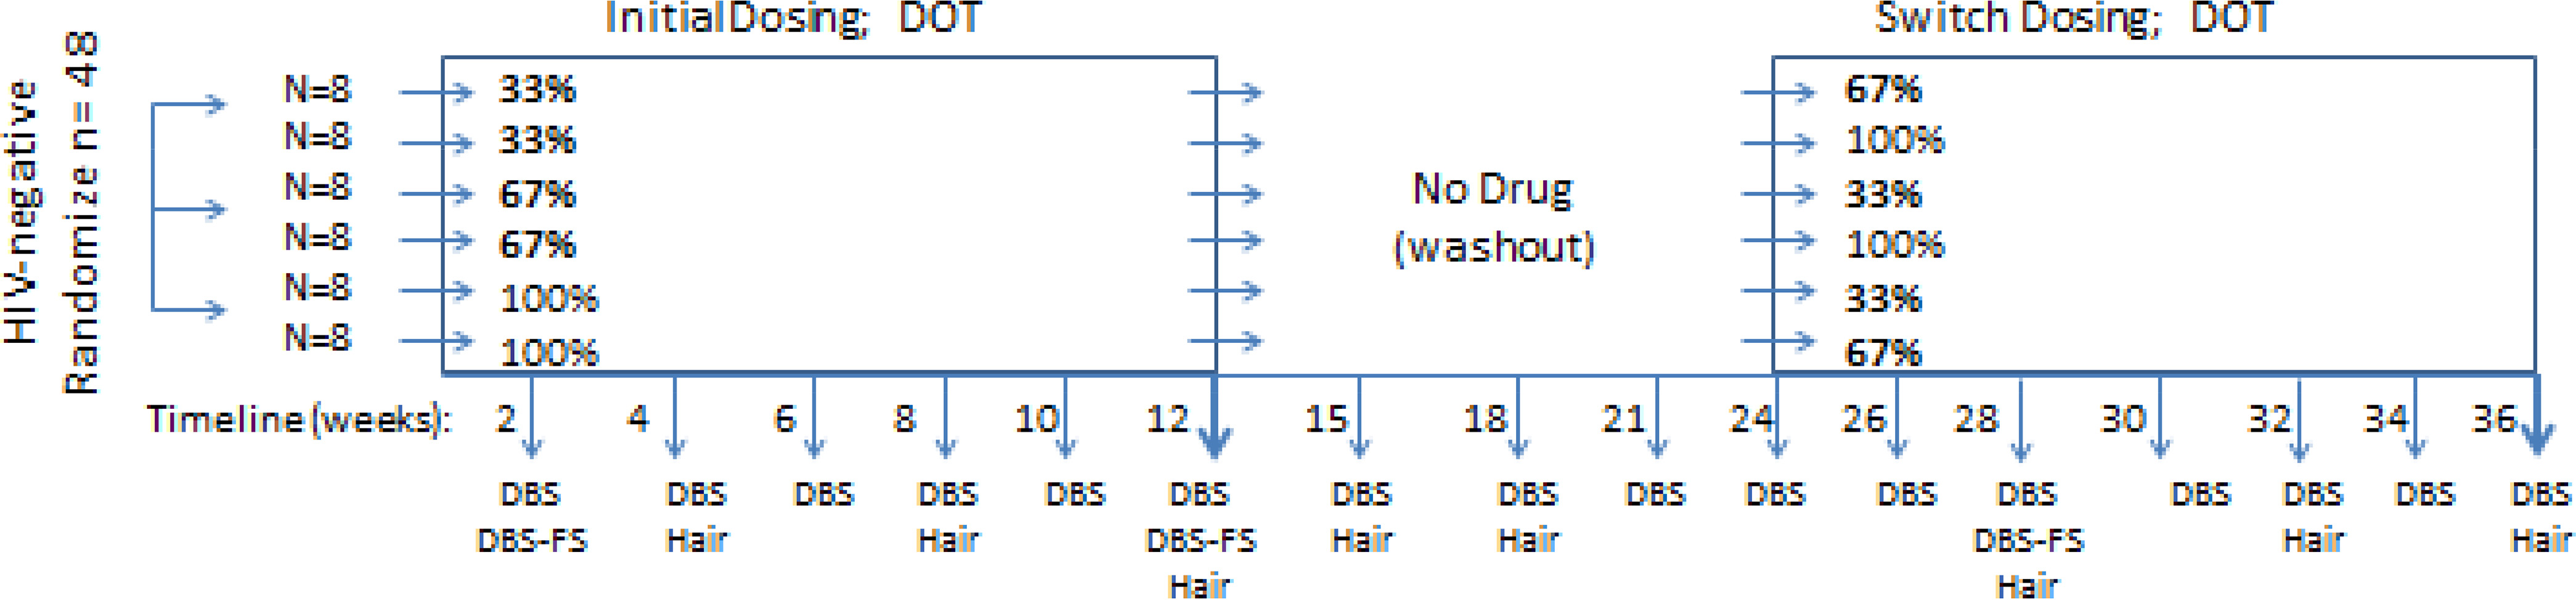 Initial Dosing; DOT
Switch Dosing; DOT
HIV-negative
Randomize n= 48
N=8 33% 67%
N=8 33% 100%
N=8 67% 33%
N=8 67% 100%
N=8 100% 33%
N=8 100% 67%
No Drug
(washout)
Timeline (weeks): 2 4 6 8 10 12 15 18 21 24 26 28 30 32 34 36
DBS DBS DBS DBS DBS DBS DBS DBS DBS DBS DBS DBS DBS DBS DBS DBS
DBS-FS Hair Hair DBS-FS Hair Hair DBS-FS Hair Hair
Hair Hair